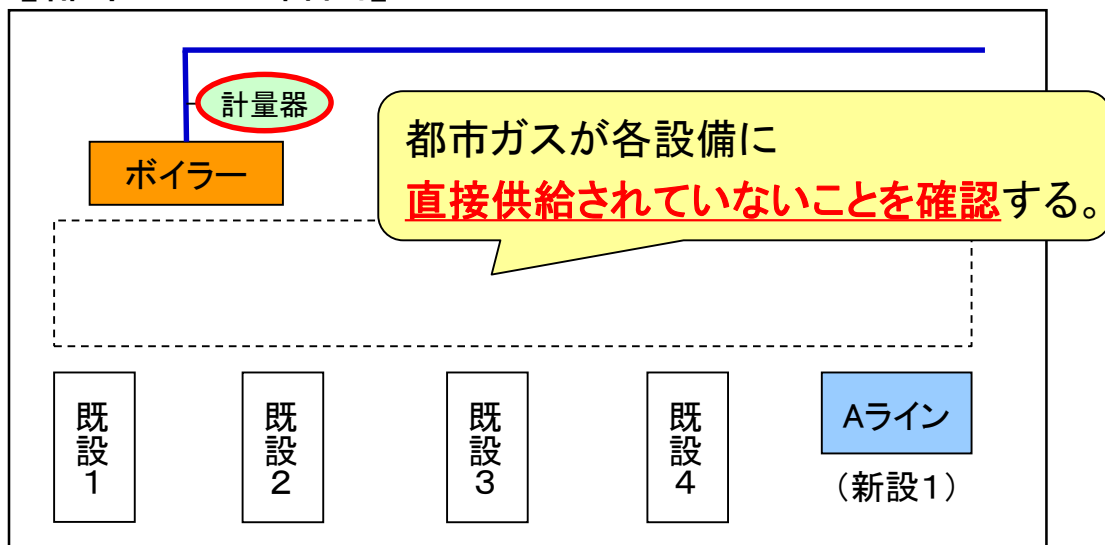 計量器
ボイラー
都市ガスが各設備に
直接供給されていないことを確認する。
既設1
既設2
既設3
既設4
Aライン
（新設1）